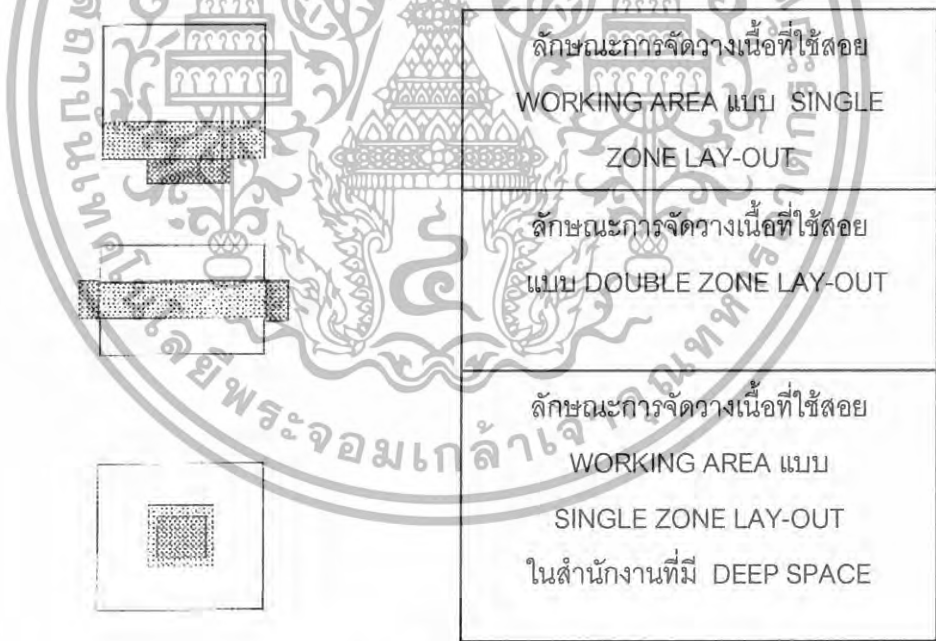 ลักษณะการจัดวางเนื้อที่ใช้สอย
WORKING AREA แบบ SINGLE
ZONE LAY-OUT
ลักษณะการจัดวางเนื้อที่ใช้สอย
แบบ DOUBLE ZONE LAY-OUT
ลักษณะการจัดวางเนื้อที่ใช้สอย
WORKING AREA แบบ
SINGLE ZONE LAY-OUT
ในสำนักงานที่มี DEEP SPACE